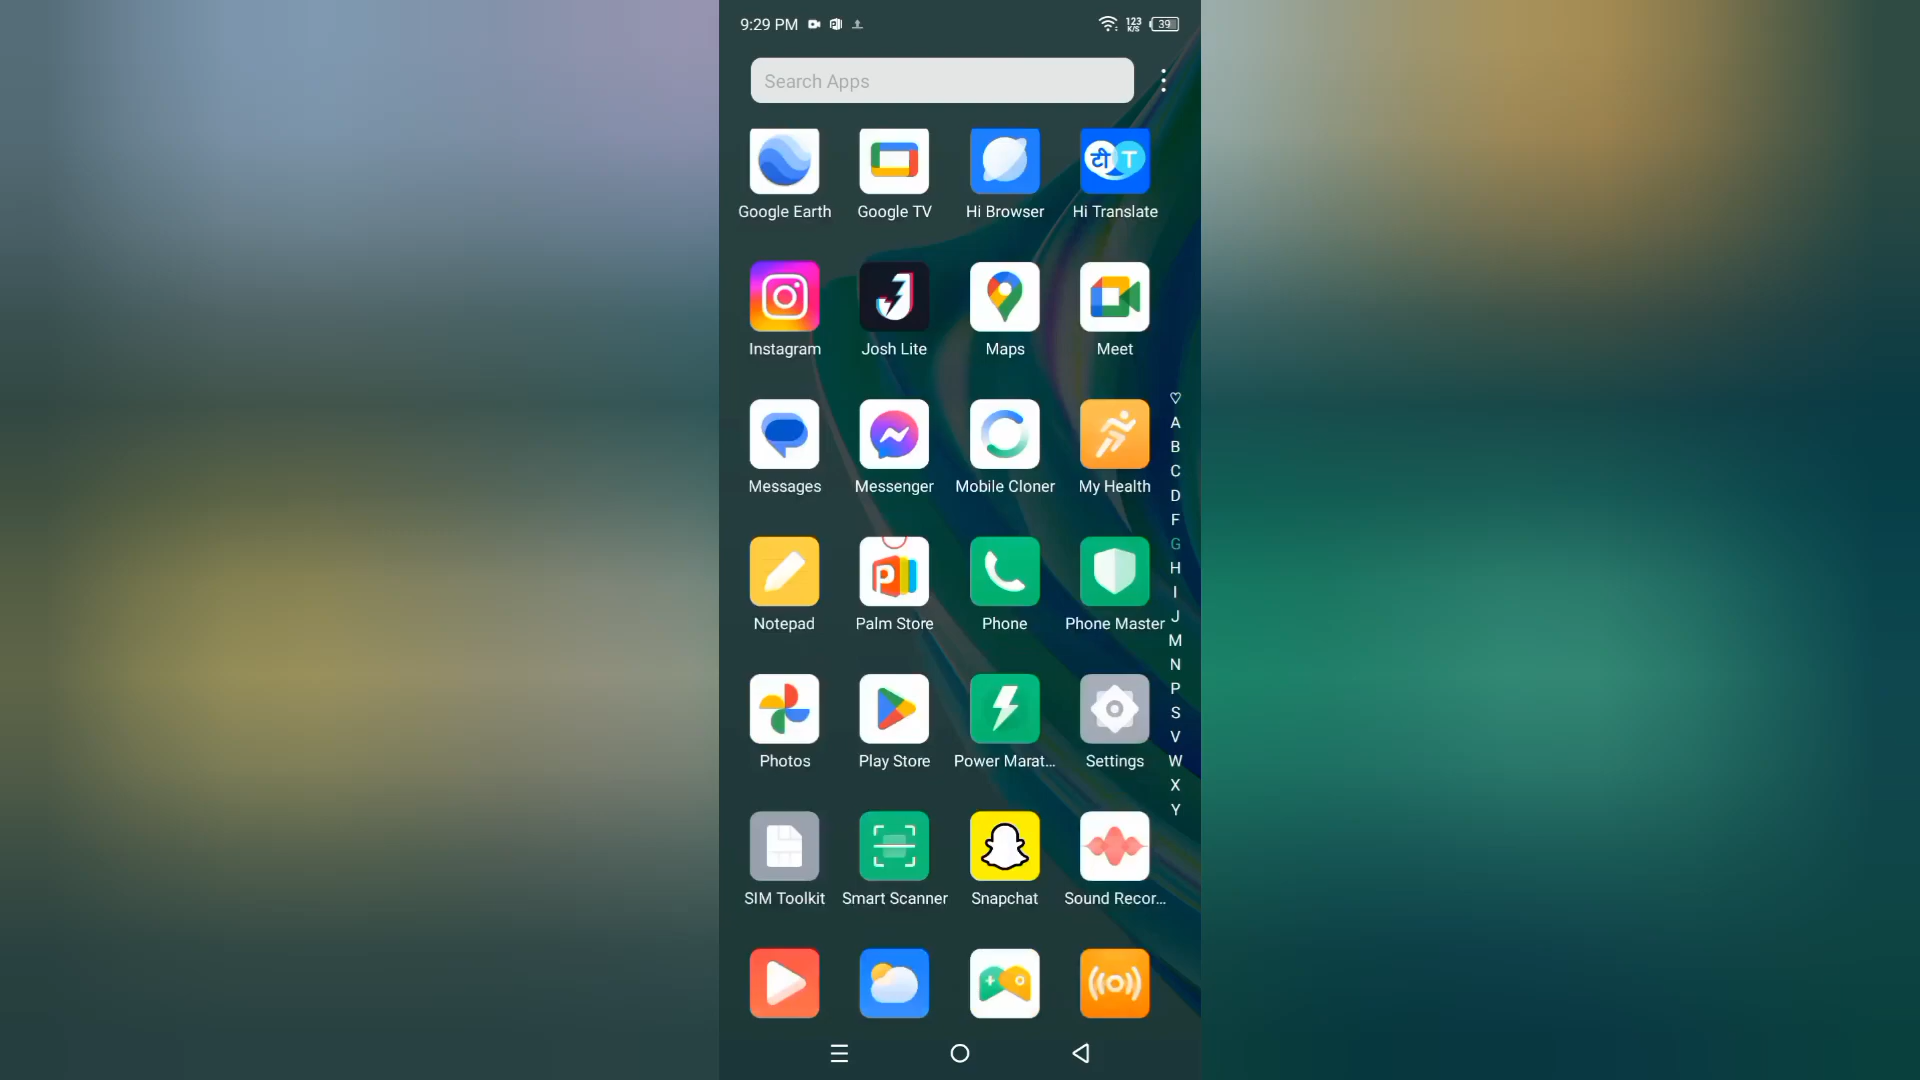 9:29 PM
123
K/S
39
Search Apps
टी T
Google Earth Google TV Hi Browser Hi Translate
Instagram Josh Lite Maps Meet
Messages Messenger Mobile Cloner My Health
Notepad Palm Store Phone Phone Master
Photos Play Store Power Marat... Settings
SIM Toolkit Smart Scanner Snapchat Sound Recor...
A
B
C
D
F
G
H
I
J
M
N
P
S
V
W
X
Y